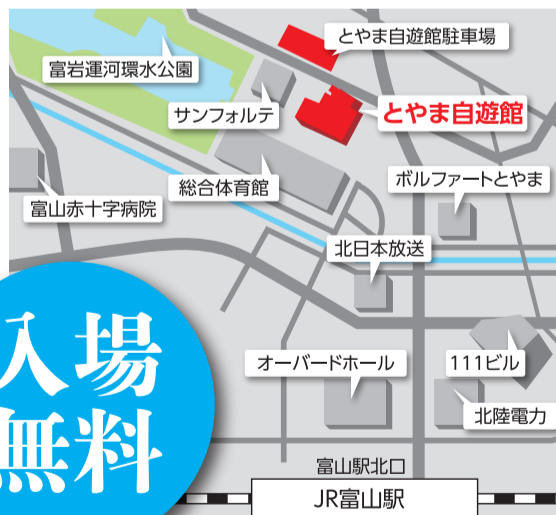 とやま自遊館駐車場
富岩運河環水公園
サンフォルテ
とやま自遊館
総合体育館
ボルファートとやま
富山赤十字病院
北日本放送
入場
無料
オーバードホール
111ビル
北陸電力
富山駅北口
JR富山駅